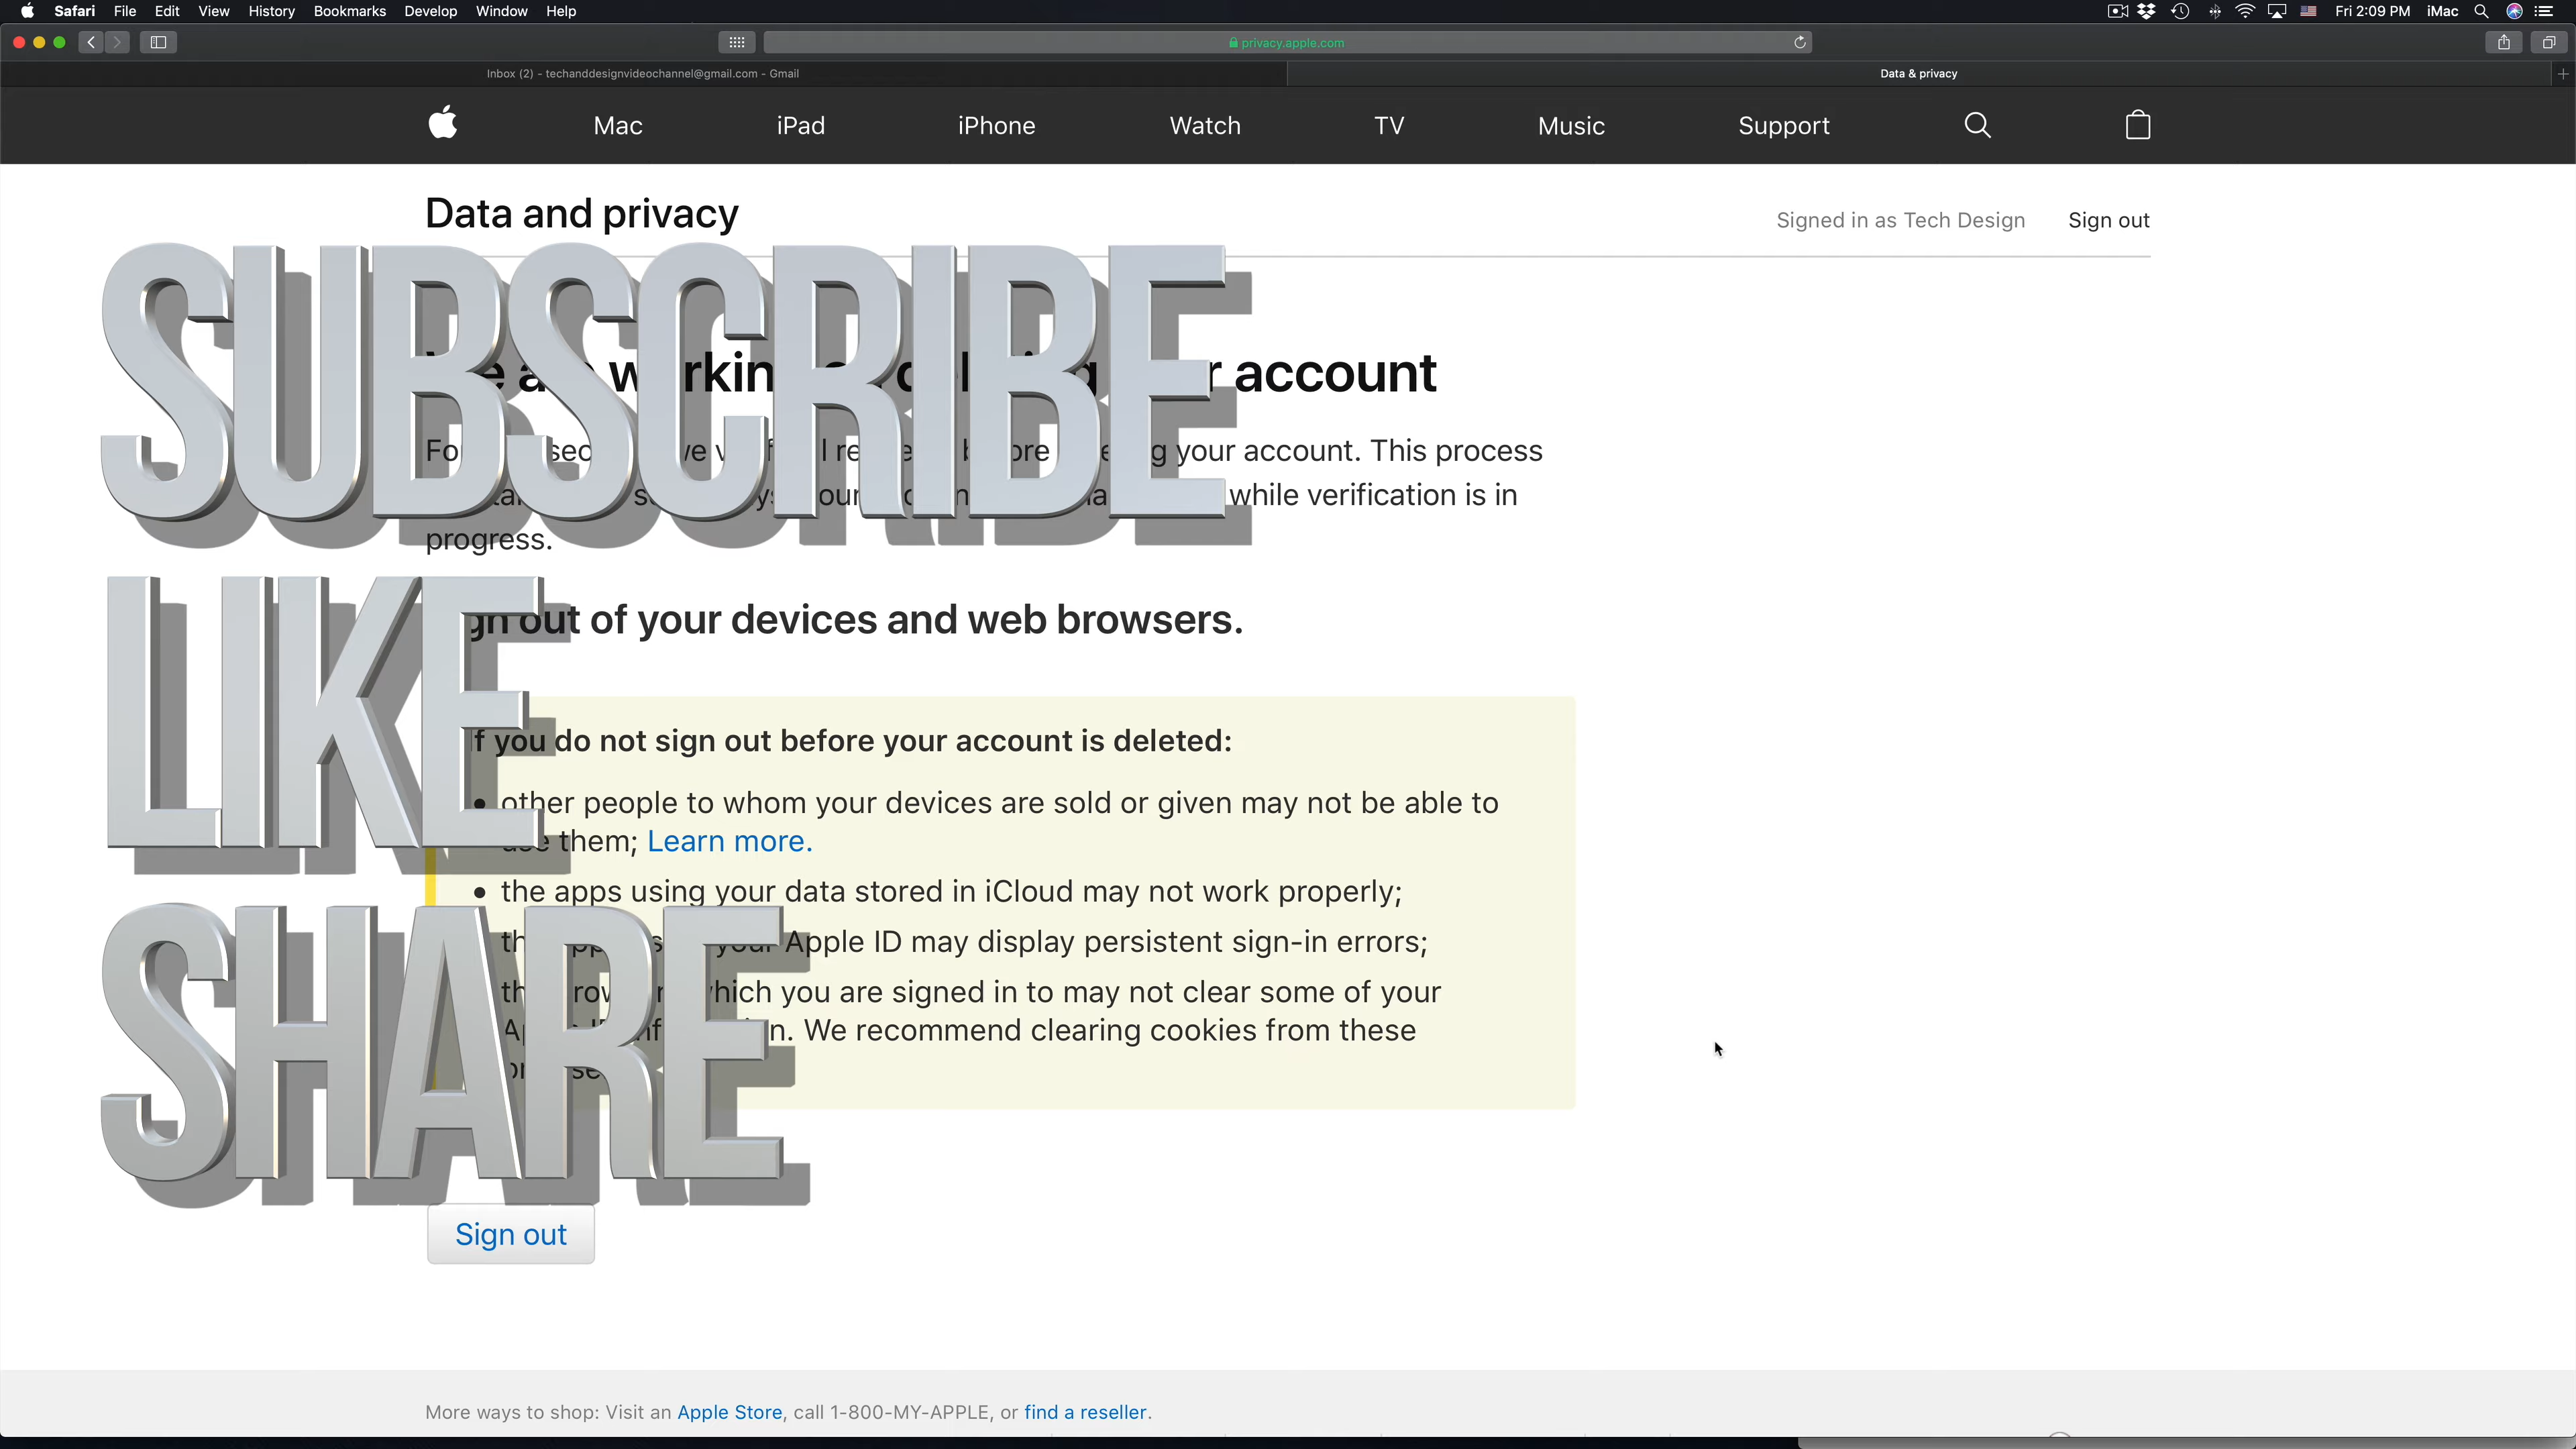 Safari File Edit View History Bookmarks Develop Window Help
Fri 2:09 PM iMac
privacy.apple.com
Inbox (2) - techanddesignvideochannel@gmail.com - Gmail
Data & privacy
Mac iPad iPhone Watch TV Music Support
Data and privacy
Signed in as Tech Design Sign out
SUBSCRIBE
account
your account. This process
while verification is in
progress.
LIKE
out of your devices and web browsers.
If you do not sign out before your account is deleted:
• other people to whom your devices are sold or given may not be able to
use them; Learn more.
• the apps using your data stored in iCloud may not work properly;
SHARE
your Apple ID may display persistent sign-in errors;
which you are signed in to may not clear some of your
We recommend clearing cookies from these
Sign out
More ways to shop: Visit an Apple Store, call 1-800-MY-APPLE, or find a reseller.